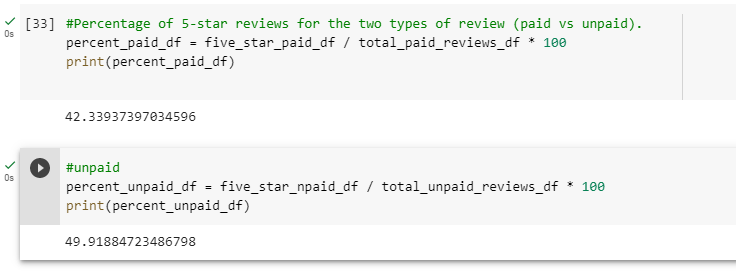 [33] #Percentage of 5-star reviews for the two types of review (paid vs unpaid).
0s
percent_paid_df = five_star_paid_df / total_paid_reviews_df * 100
print(percent_paid_df)
42.33937397034596
#unpaid
0s
percent_unpaid_df = five_star_npaid_df / total_unpaid_reviews_df * 100
print(percent_unpaid_df)
49.91884723486798